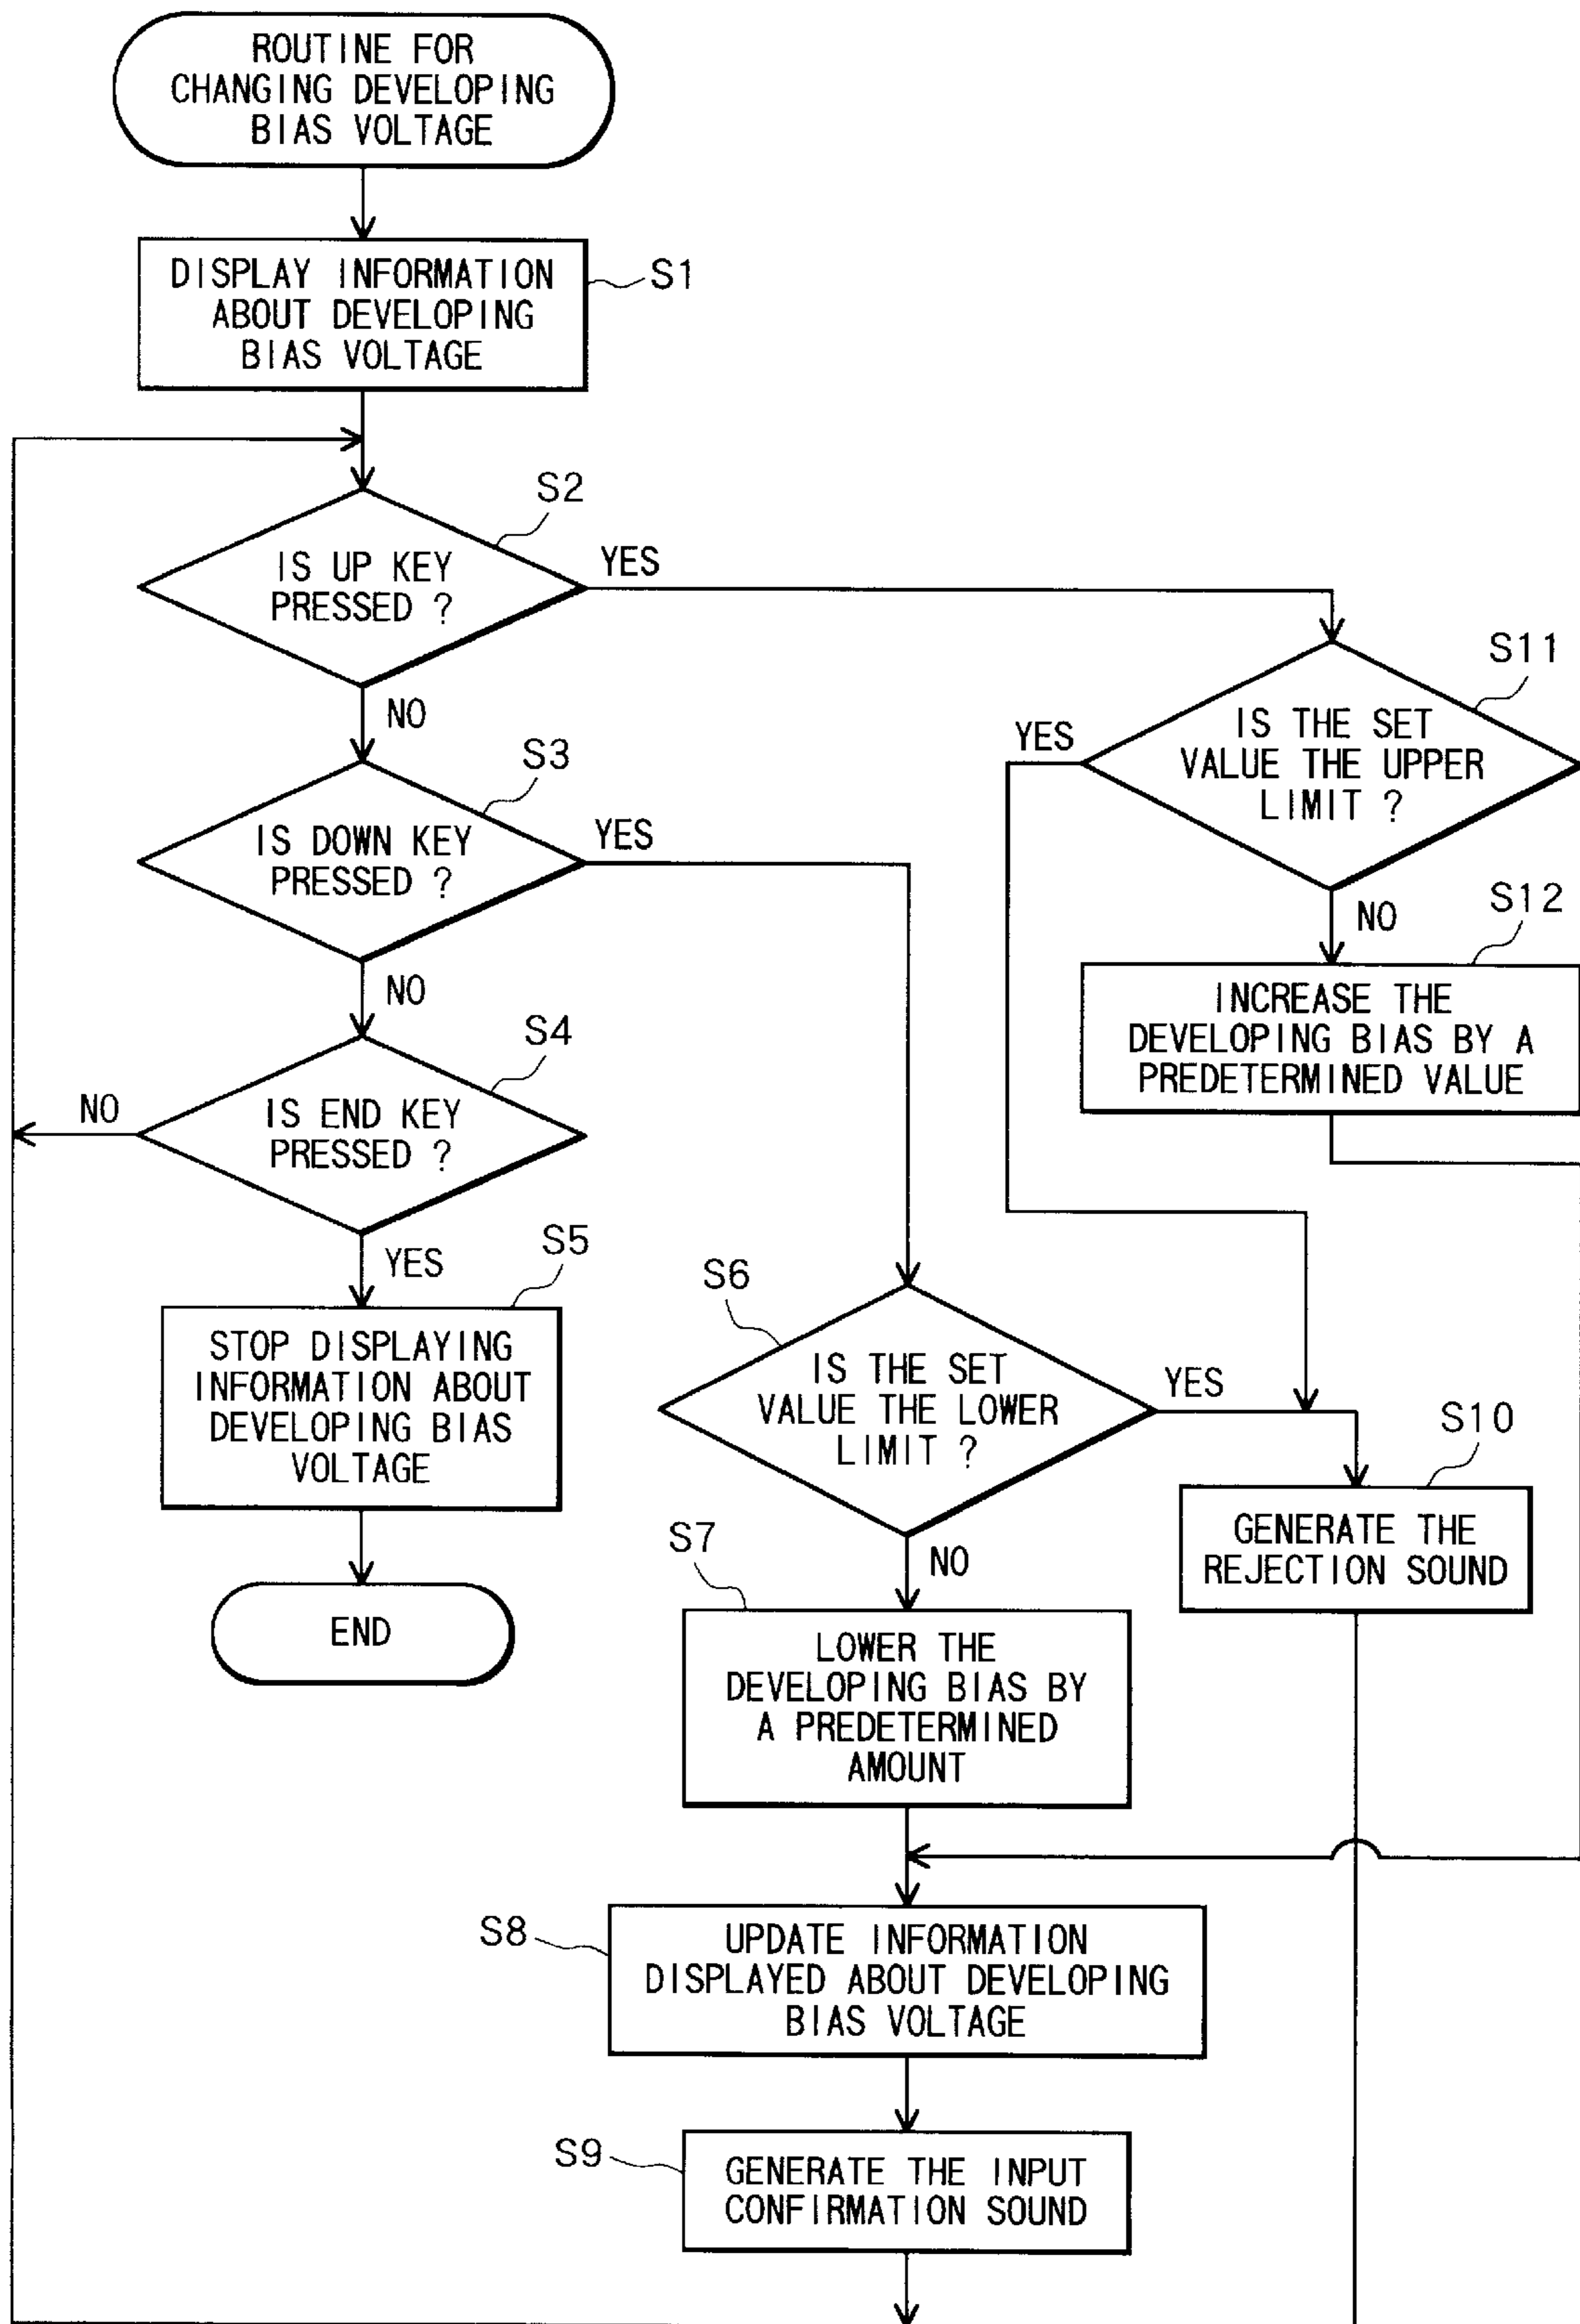 ROUTINE FOR
CHANGING DEVELOPING
BIAS VOLTAGE
DISPLAY INFORMATION
ABOUT DEVELOPING
BIAS VOLTAGE
S1
S2
IS UP KEY
PRESSED ?
YES
NO
S11
IS THE SET
VALUE THE UPPER
LIMIT ?
YES
NO
S3
IS DOWN KEY
PRESSED ?
YES
NO
S12
INCREASE THE
DEVELOPING BIAS BY A
PREDETERMINED VALUE
S4
IS END KEY
PRESSED ?
NO
YES
S5
STOP DISPLAYING
INFORMATION ABOUT
DEVELOPING BIAS
VOLTAGE
END
S6
IS THE SET
VALUE THE LOWER
LIMIT ?
YES
NO
S10
GENERATE THE
REJECTION SOUND
S7
LOWER THE
DEVELOPING BIAS BY
A PREDETERMINED
AMOUNT
S8
UPDATE INFORMATION
DISPLAYED ABOUT DEVELOPING
BIAS VOLTAGE
S9
GENERATE THE INPUT
CONFIRMATION SOUND